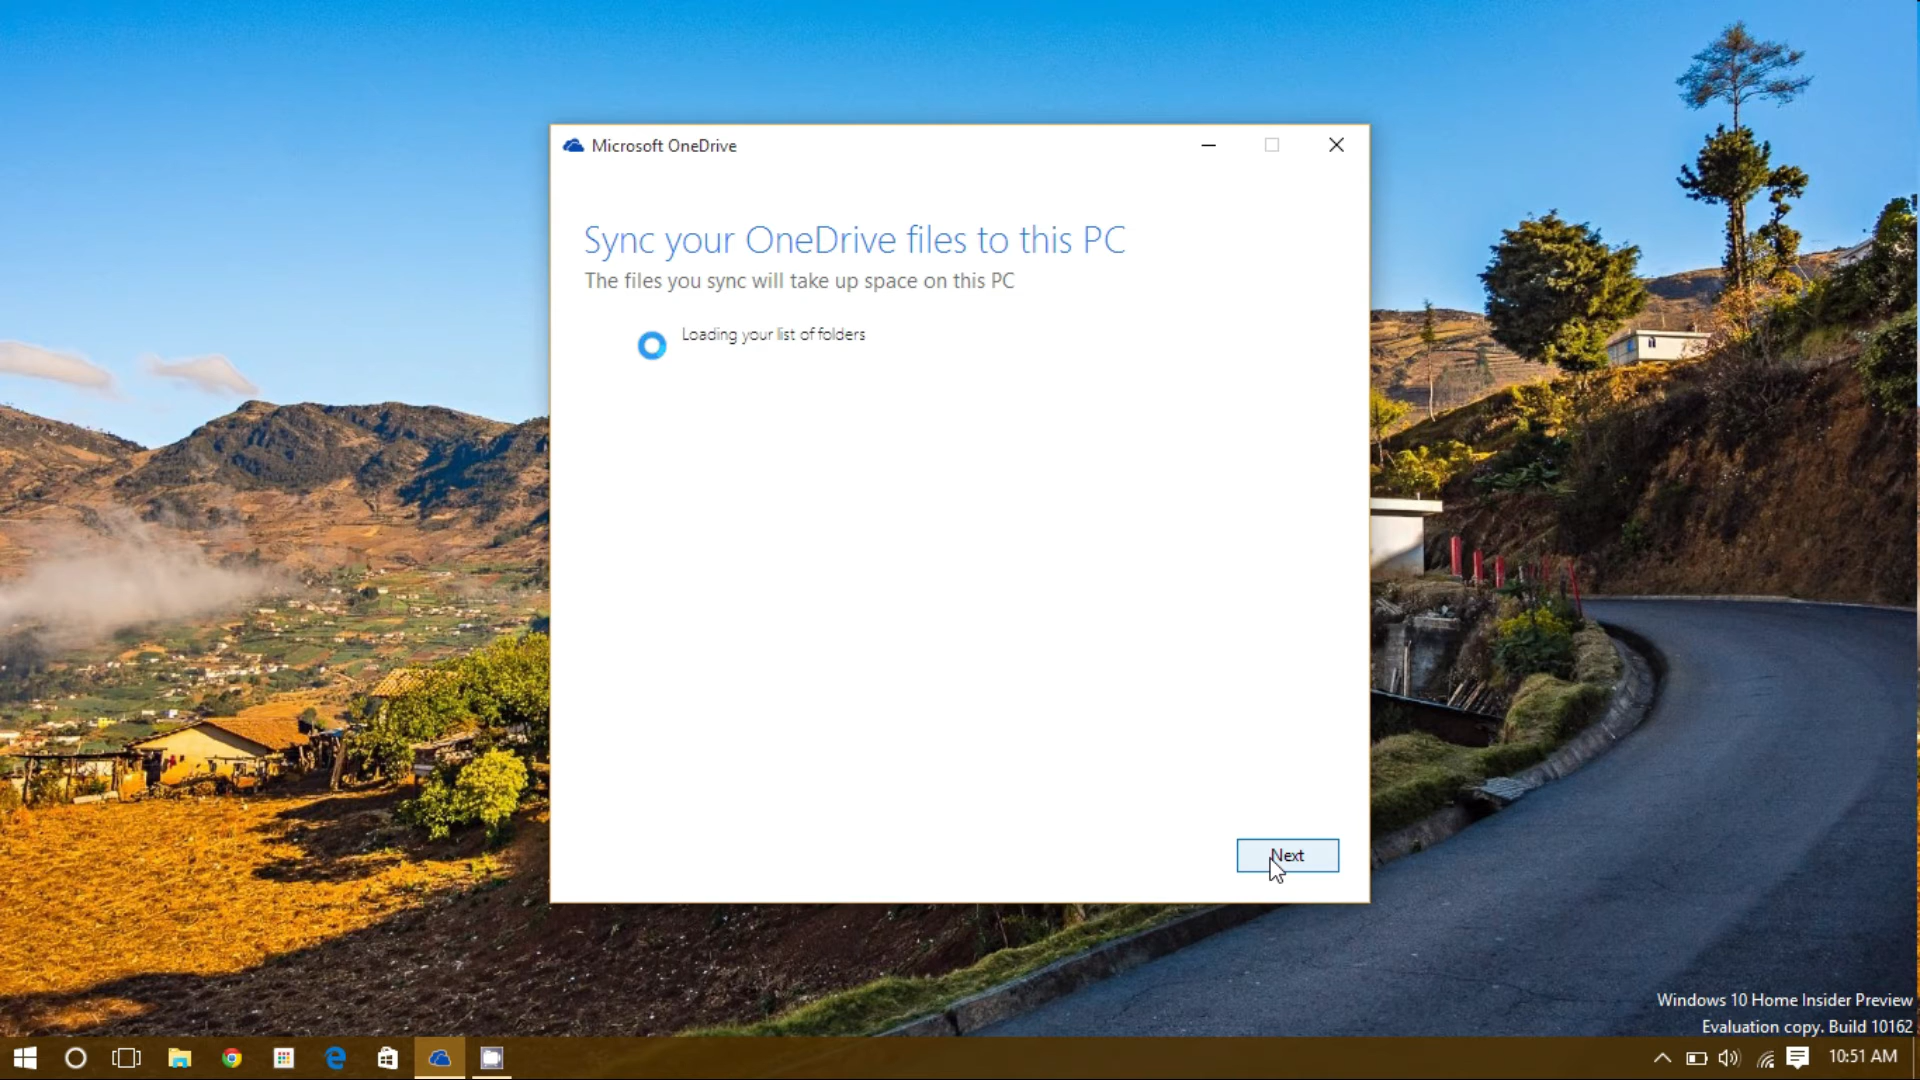 Microsoft OneDrive
Sync your OneDrive files to this PC
The files you sync will take up space on this PC
Loading your list of folders
Next
Windows 10 Home Insider Preview
Evaluation copy. Build 10162
10:51 AM